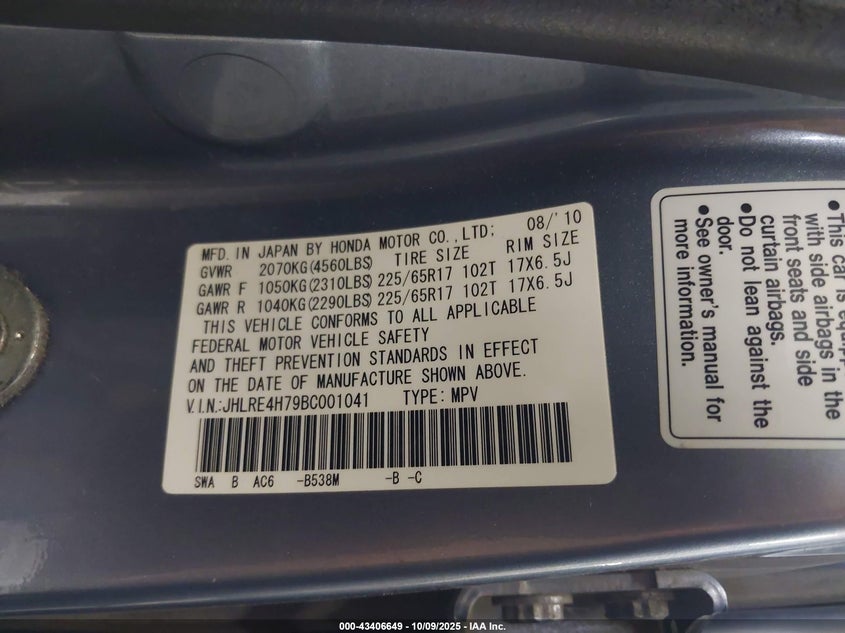 MFD. IN JAPAN BY HONDA MOTOR CO.,LTD: 08/'10
GVWR 2070KG(4560LBS) TIRE SIZE RIM SIZE
GAWR F 1050KG(2310LBS) 225/65R17 102T 17X6.5J
GAWR R 1040KG(2290LBS) 225/65R17 102T 17X6.5J
THIS VEHICLE CONFORMS TO ALL APPLICABLE
FEDERAL MOTOR VEHICLE SAFETY
AND THEFT PREVENTION STANDARDS IN EFFECT
ON THE DATE OF MANUFACTURE SHOWN ABOVE.
V.I.N.:JHLRE4H79BC001041 TYPE: MPV
SWA B AC6 -B538M -B -C
•This car is
with side airbags in the
front seats and side
curtain airbags.
•Do not lean against the
door.
•See owner's manual for
more information.
000-43406649 - 10/09/2025 - IAA Inc.